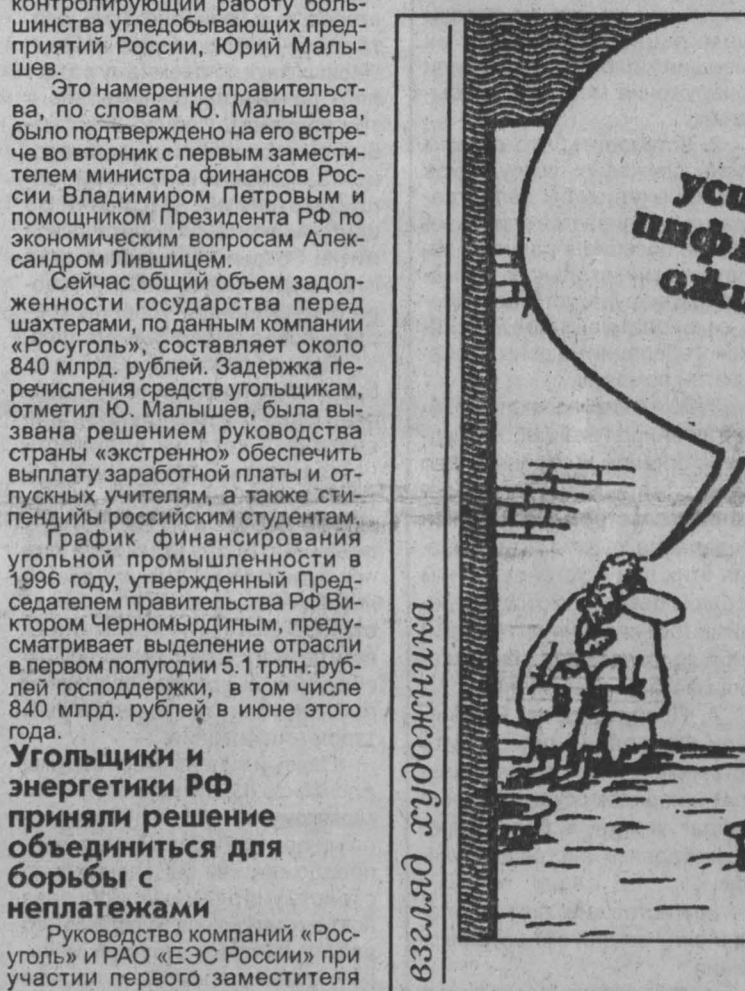 контролирующий работу боль-
шинства угледобывающих пред-
приятий России, Юрий Малы-
шев.
Это намерение правительст-
ва, по словам Ю. Малышева,
было подтверждено на его встре-
че во вторник с первым замести-
телем министра финансов Рос-
сии Владимиром Петровым и
помощником Президента РФ по
экономическим вопросам Алек-
сандром Лившицем.
Сейчас общий объем задол-
женности государства перед
шахтерами, по данным компании
«Росуголь», составляет около
840 млрд. рублей. Задержка пе-
речисления средств угольщикам,
отметил Ю. Малышев, была вы-
звана решением руководства
страны «экстренно» обеспечить
выплату заработной платы и от-
пускных учителям, а также сти-
пендийы российским студентам.
График финансирования
угольной промышленности в
1996 году, утвержденный Пред-
седателем правительства РФ Ви-
ктором Черномырдиным, преду-
сматривает выделение отрасли
в первом полугодии 5.1 трлн. руб-
лей господдержки, в том числе
840 млрд. рублей в июне этого
года.
Угольщики и
энергетики РФ
приняли решение
объединиться для
борьбы с
неплатежами
Руководство компаний «Рос-
уголь» и РАО «ЕЭС России» при
участии первого заместителя
взгляд художника